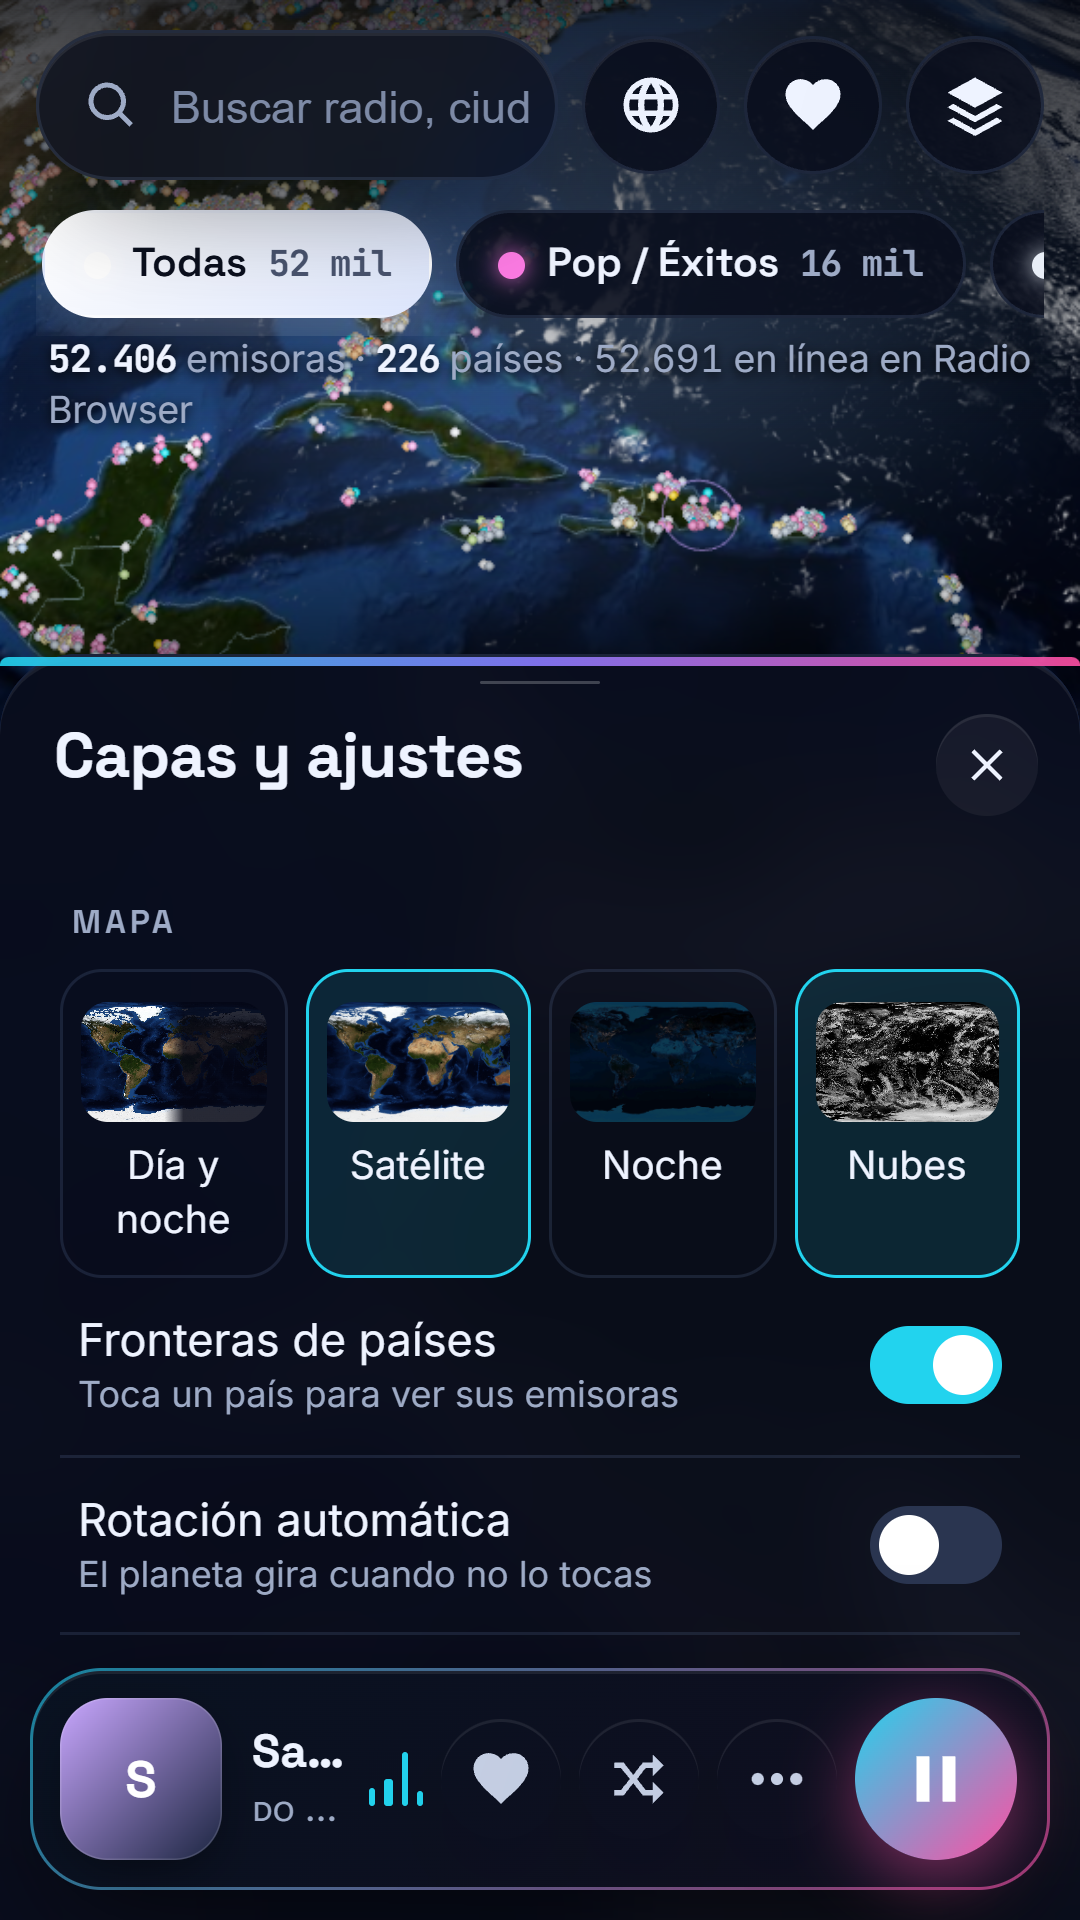 Buscar radio, ciud
Todas 52 mil
Pop / Éxitos 16 mil
52.406 emisoras · 226 países · 52.691 en línea en Radio
Browser
Capas y ajustes
MAPA
Día y
noche
Satélite
Noche
Nubes
Fronteras de países
Toca un país para ver sus emisoras
Rotación automática
El planeta gira cuando no lo tocas
S
Sa...
DO ...